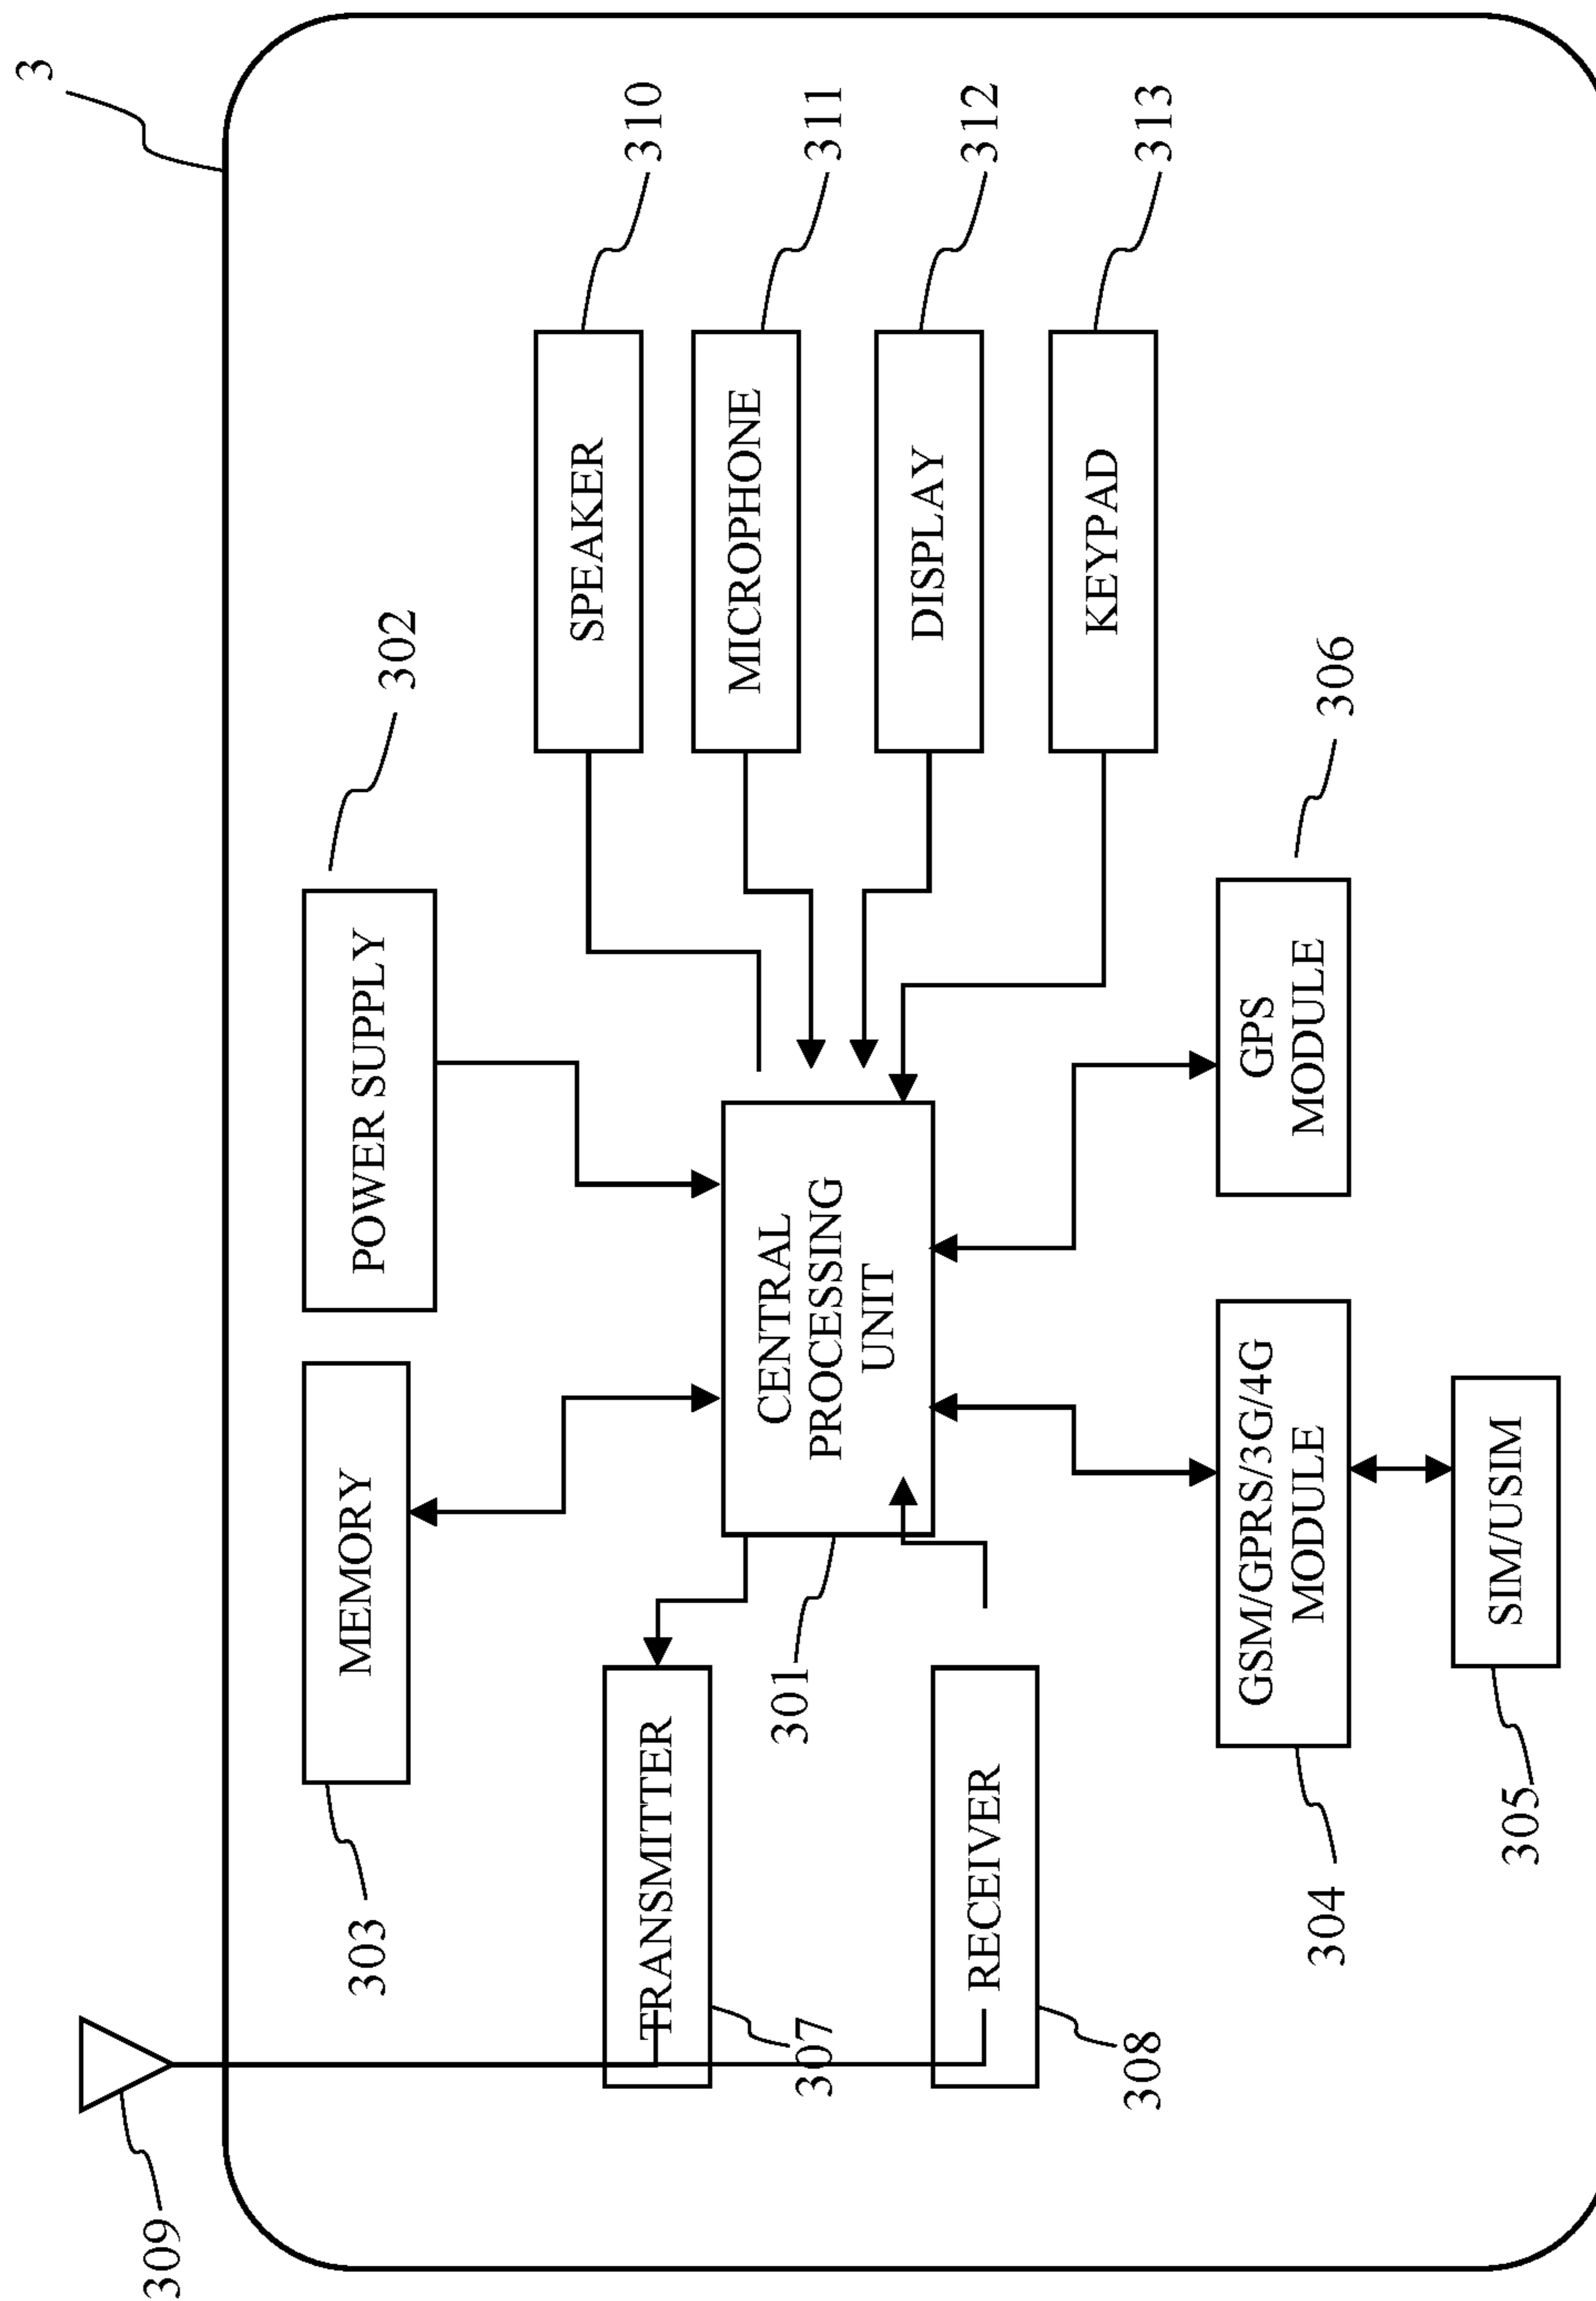 309
3
303
MEMORY
POWER SUPPLY
302
307
TRANSMITTER
308
RECEIVER
301
CENTRAL
PROCESSING
UNIT
SPEAKER
310
MICROPHONE
311
DISPLAY
312
KEYPAD
313
304
GSM/GPRS/3G/4G
MODULE
GPS
MODULE
306
305
SIM/USIM